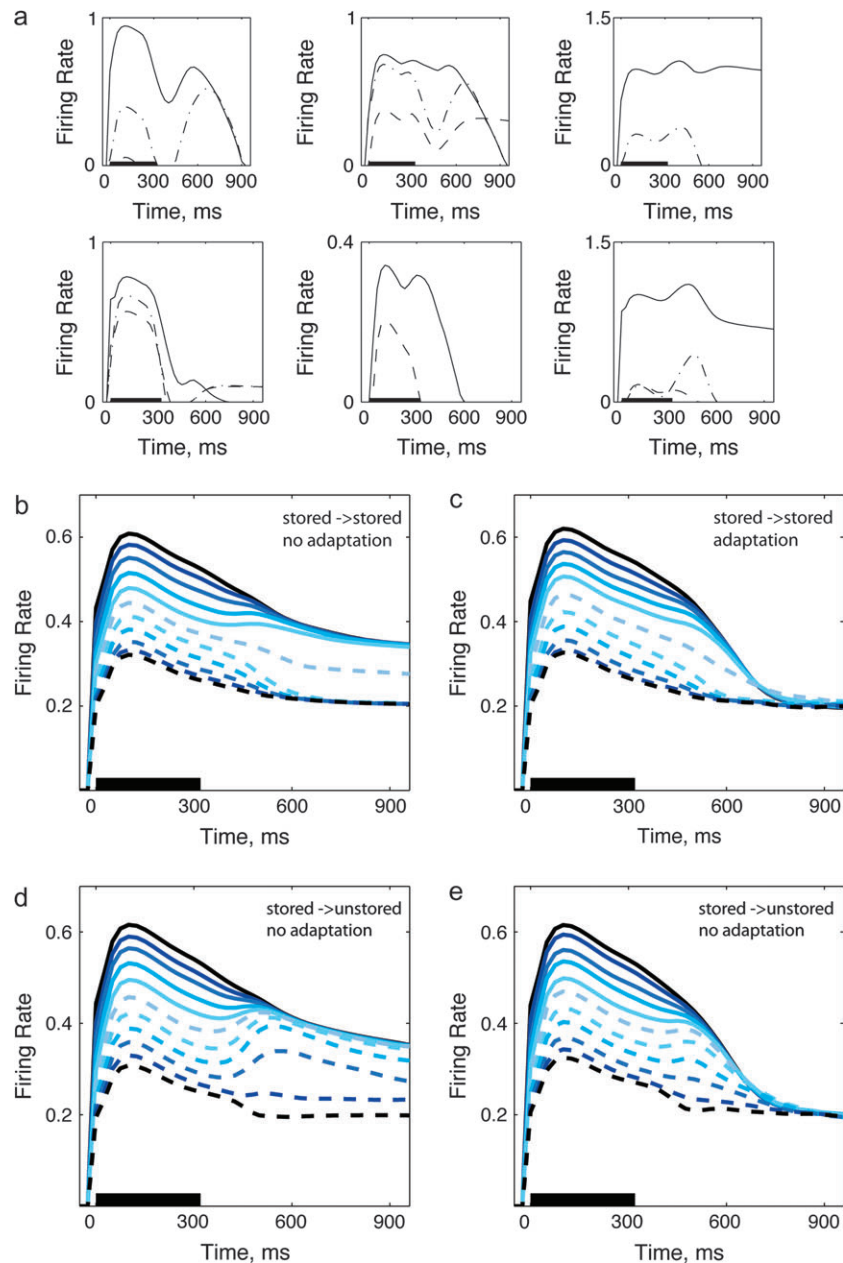 a
1
1
1.5
Firing Rate
Firing Rate
Firing Rate
0
0
0
0 300 600 900
0 300 600 900
0 300 600 900
Time, ms
Time, ms
Time, ms
1
0.4
1.5
Firing Rate
Firing Rate
Firing Rate
0
0
0
0 300 600 900
0 300 600 900
0 300 600 900
Time, ms
Time, ms
Time, ms
b
stored ->stored
no adaptation
0.6
0.4
0.2
Firing Rate
0 300 600 900
Time, ms
c
stored ->stored
adaptation
0.6
0.4
0.2
Firing Rate
0 300 600 900
Time, ms
d
stored ->unstored
no adaptation
0.6
0.4
0.2
Firing Rate
0 300 600 900
Time, ms
e
stored ->unstored
no adaptation
0.6
0.4
0.2
Firing Rate
0 300 600 900
Time, ms